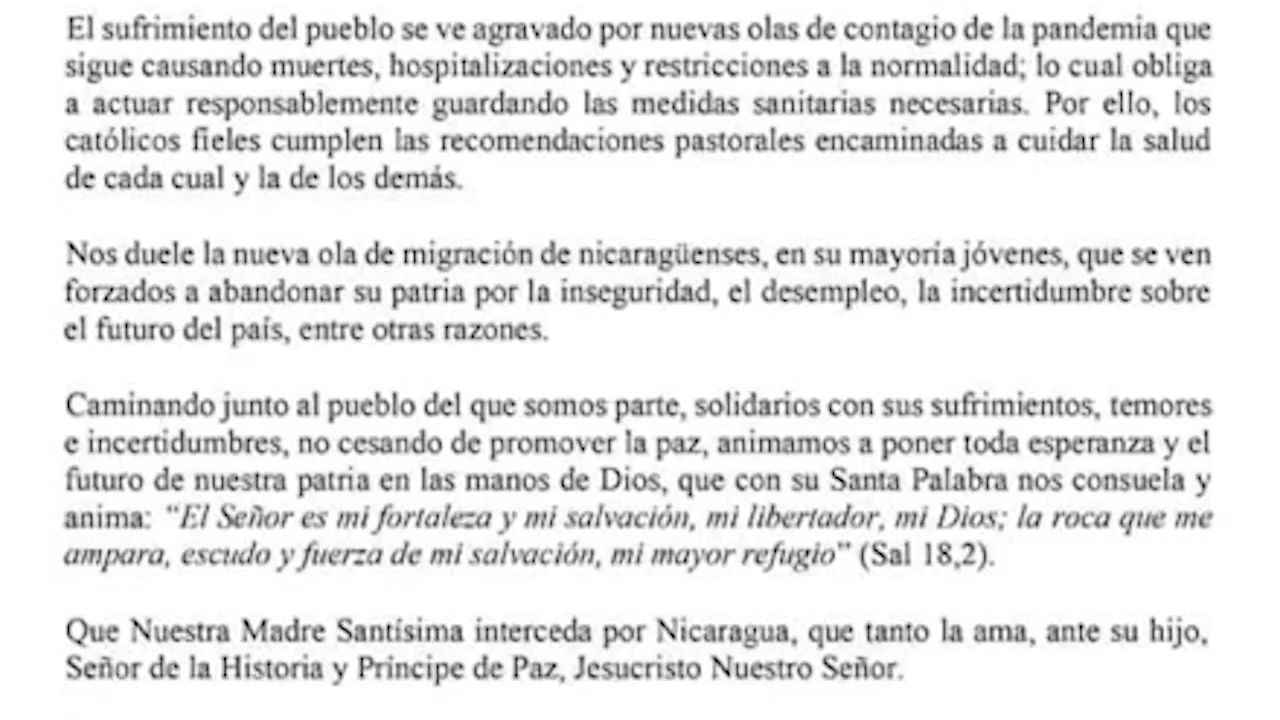 El sufrimiento del pueblo se ve agravado por nuevas olas de contagio de la pandemia que
sigue causando muertes, hospitalizaciones y restricciones a la normalidad; lo cual obliga
a actuar responsablemente guardando las medidas sanitarias necesarias. Por ello, los
católicos fieles cumplen las recomendaciones pastorales encaminadas a cuidar la salud
de cada cual y la de los demás.
Nos duele la nueva ola de migración de nicaragüenses, en su mayoría jóvenes, que se ven
forzados a abandonar su patria por la inseguridad, el desempleo, la incertidumbre sobre
el futuro del país, entre otras razones.
Caminando junto al pueblo del que somos parte, solidarios con sus sufrimientos, temores
e incertidumbres, no cesando de promover la paz, animamos a poner toda esperanza y el
futuro de nuestra patria en las manos de Dios, que con su Santa Palabra nos consuela y
anima: “El Señor es mi fortaleza y mi salvación, mi libertador, mi Dios; la roca que me
ampara, escudo y fuerza de mi salvación, mi mayor refugio” (Sal 18,2).
Que Nuestra Madre Santísima interceda por Nicaragua, que tanto la ama, ante su hijo,
Señor de la Historia y Príncipe de Paz, Jesucristo Nuestro Señor.